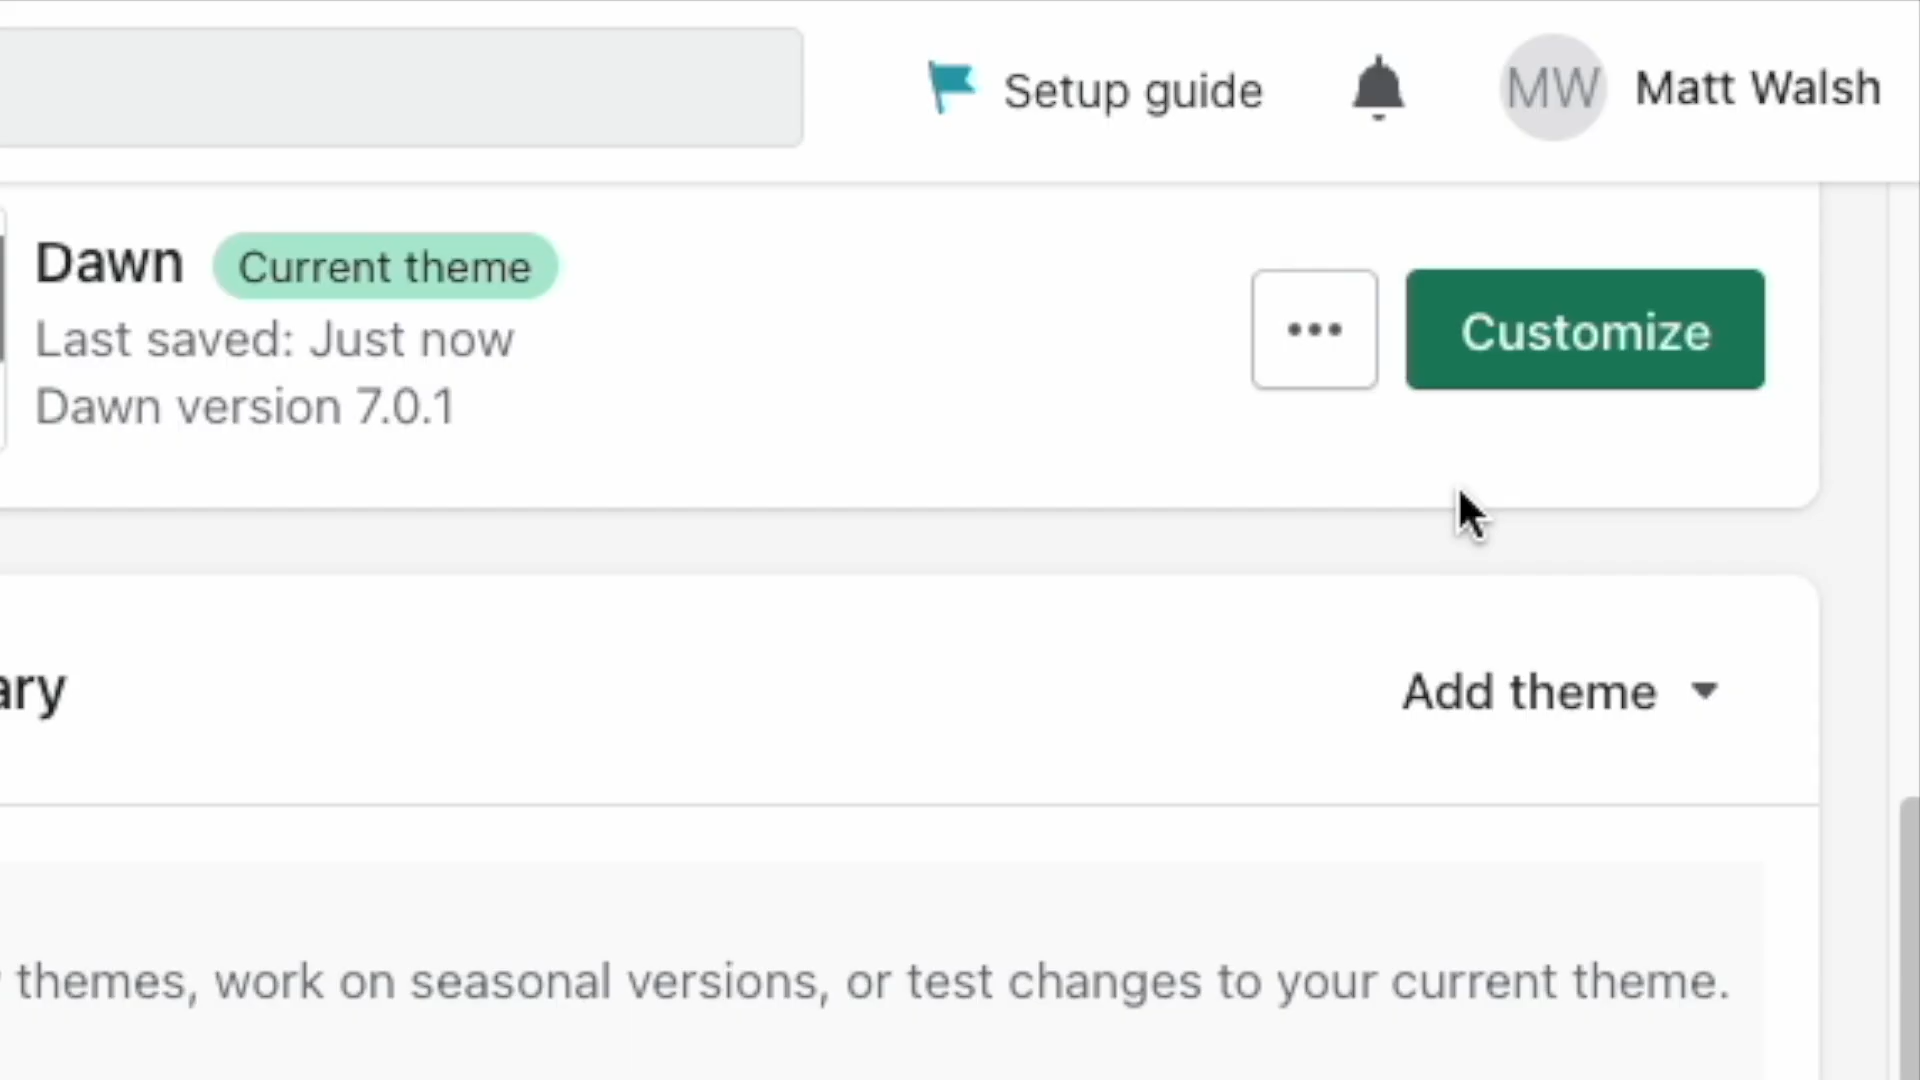 Setup guide
MW
Matt Walsh
Dawn
Current theme
Last saved: Just now
Dawn version 7.0.1
...
Customize
ary
Add theme
themes, work on seasonal versions, or test changes to your current theme.